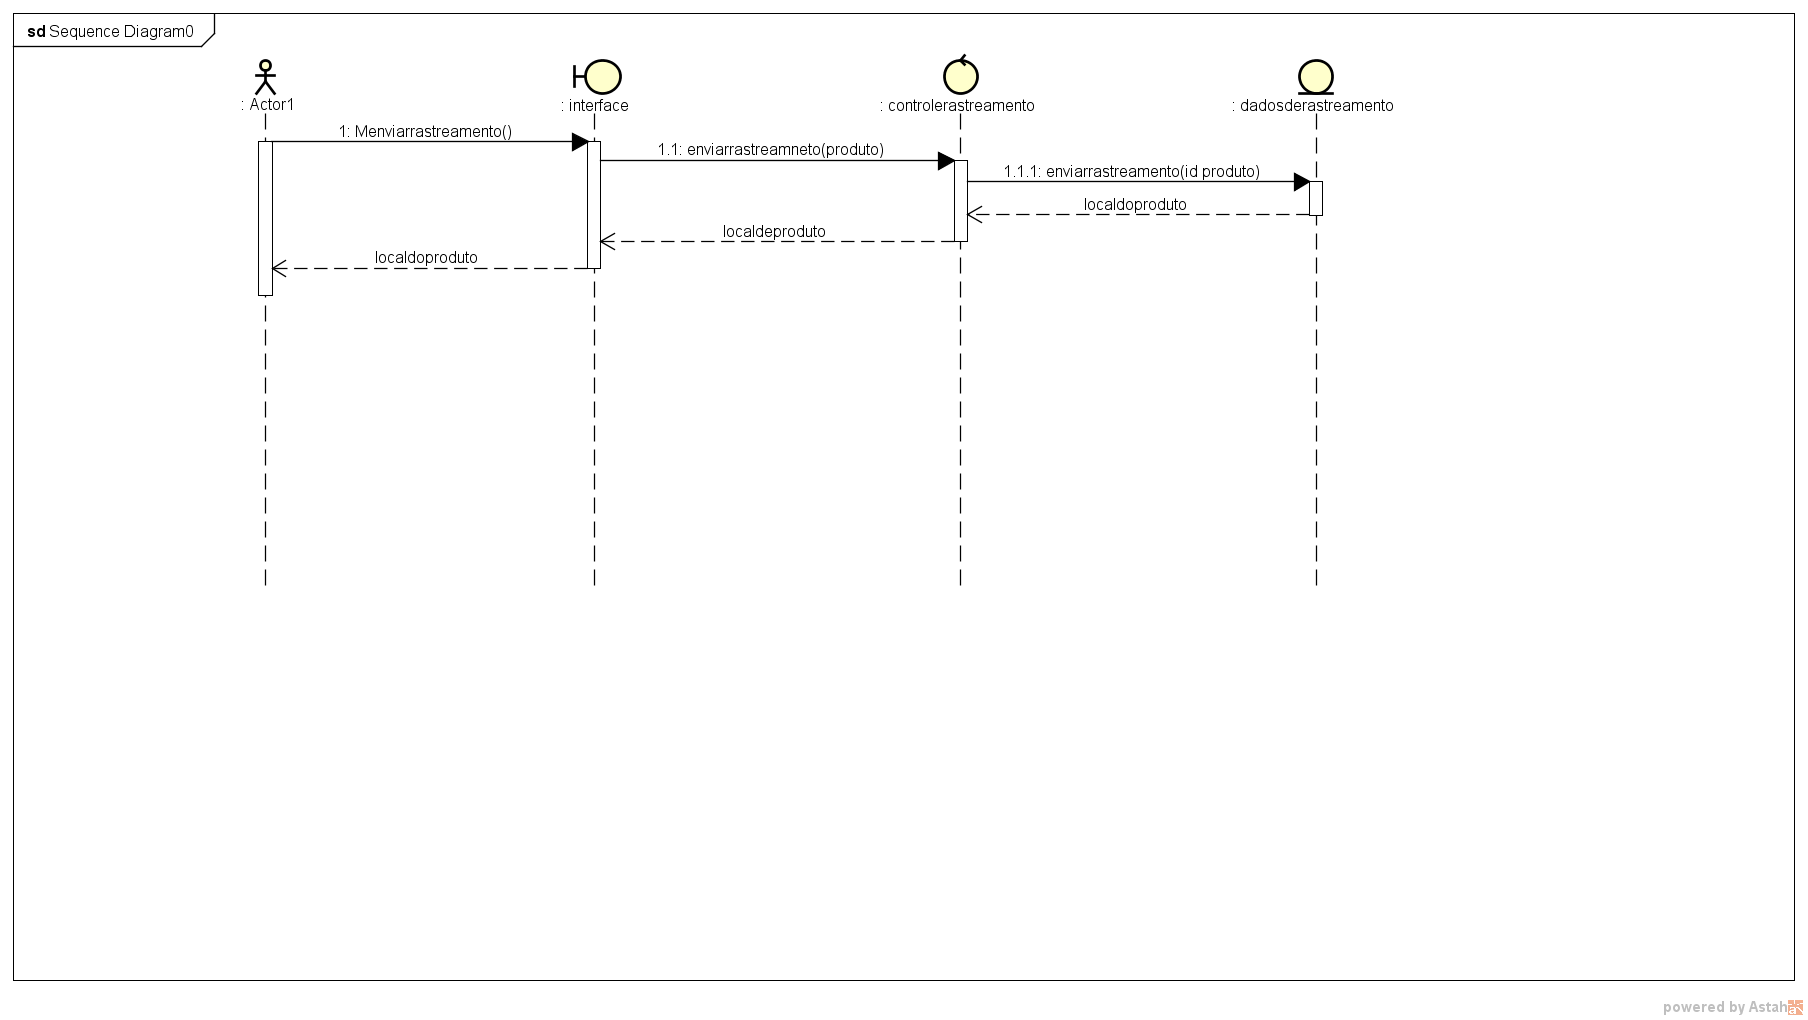 sd Sequence Diagram0
: Actor1
: interface
: controlerastreamento
: dadosderastreamento
1: Menviarrastreamento()
1.1: enviarrastreamneto(produto)
1.1.1: enviarrastreamento(id produto)
localdoproduto
localdeproduto
localdoproduto
powered by Astah